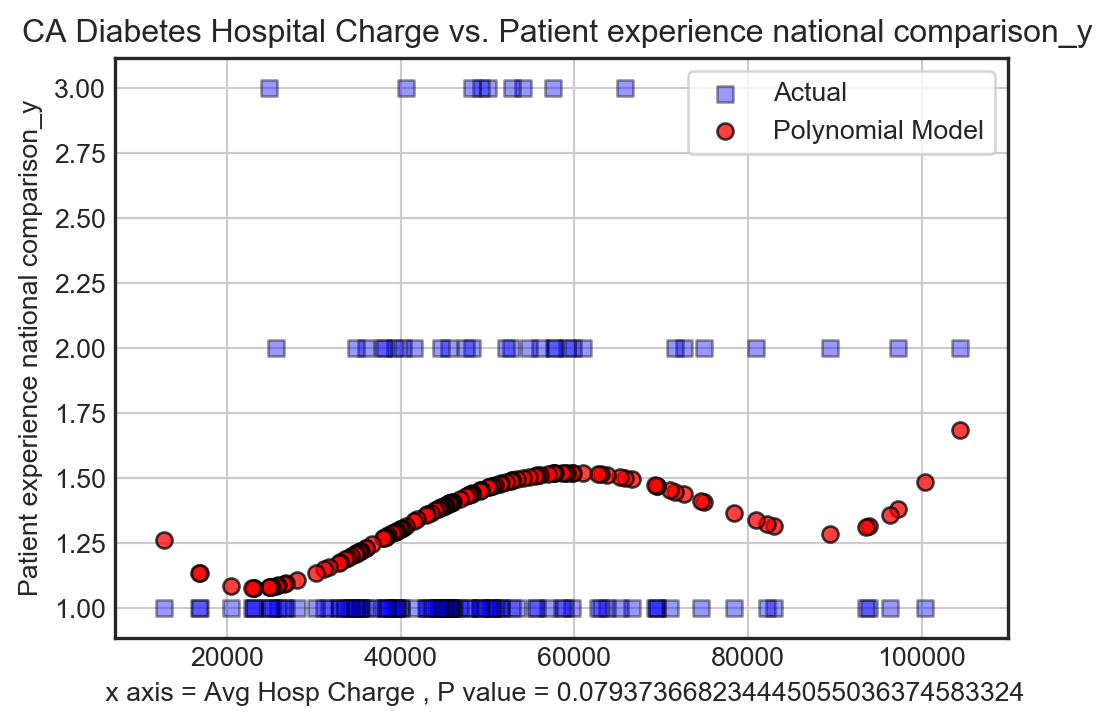 CA Diabetes Hospital Charge vs. Patient experience national comparison_y
Patient experience national comparison_y
3.00
2.75
2.50
2.25
2.00
1.75
1.50
1.25
1.00
Actual
Polynomial Model
20000
40000
60000
80000
100000
x axis = Avg Hosp Charge , P value = 0.07937366823444505503637458​3324